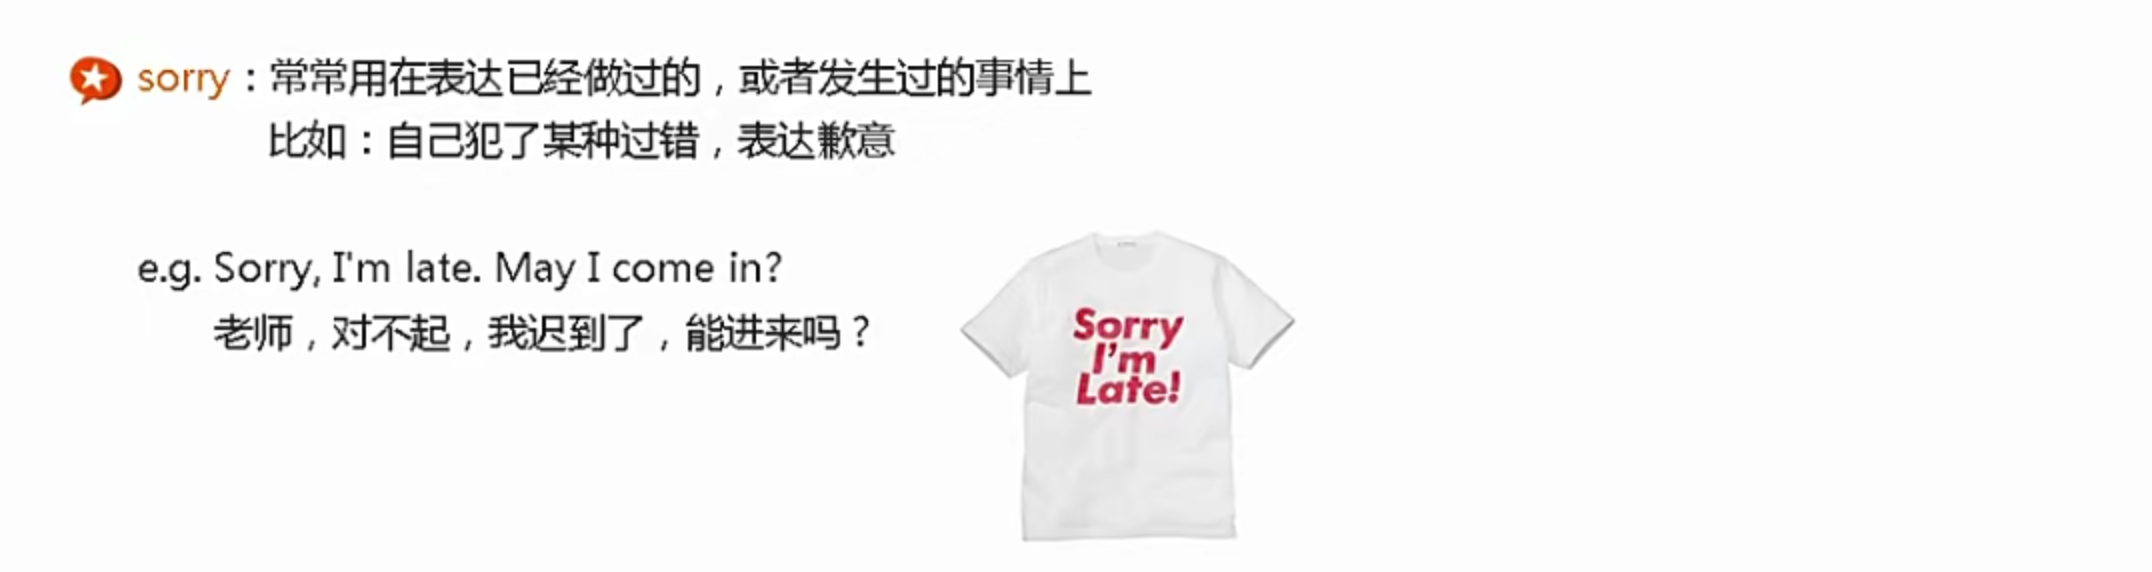 sorry：常常用在表达已经做过的，或者发生过的事情上
比如：自己犯了某种过错，表达歉意
e.g. Sorry, I'm late. May I come in?
老师，对不起，我迟到了，能进来吗？
Sorry
I'm
Late!